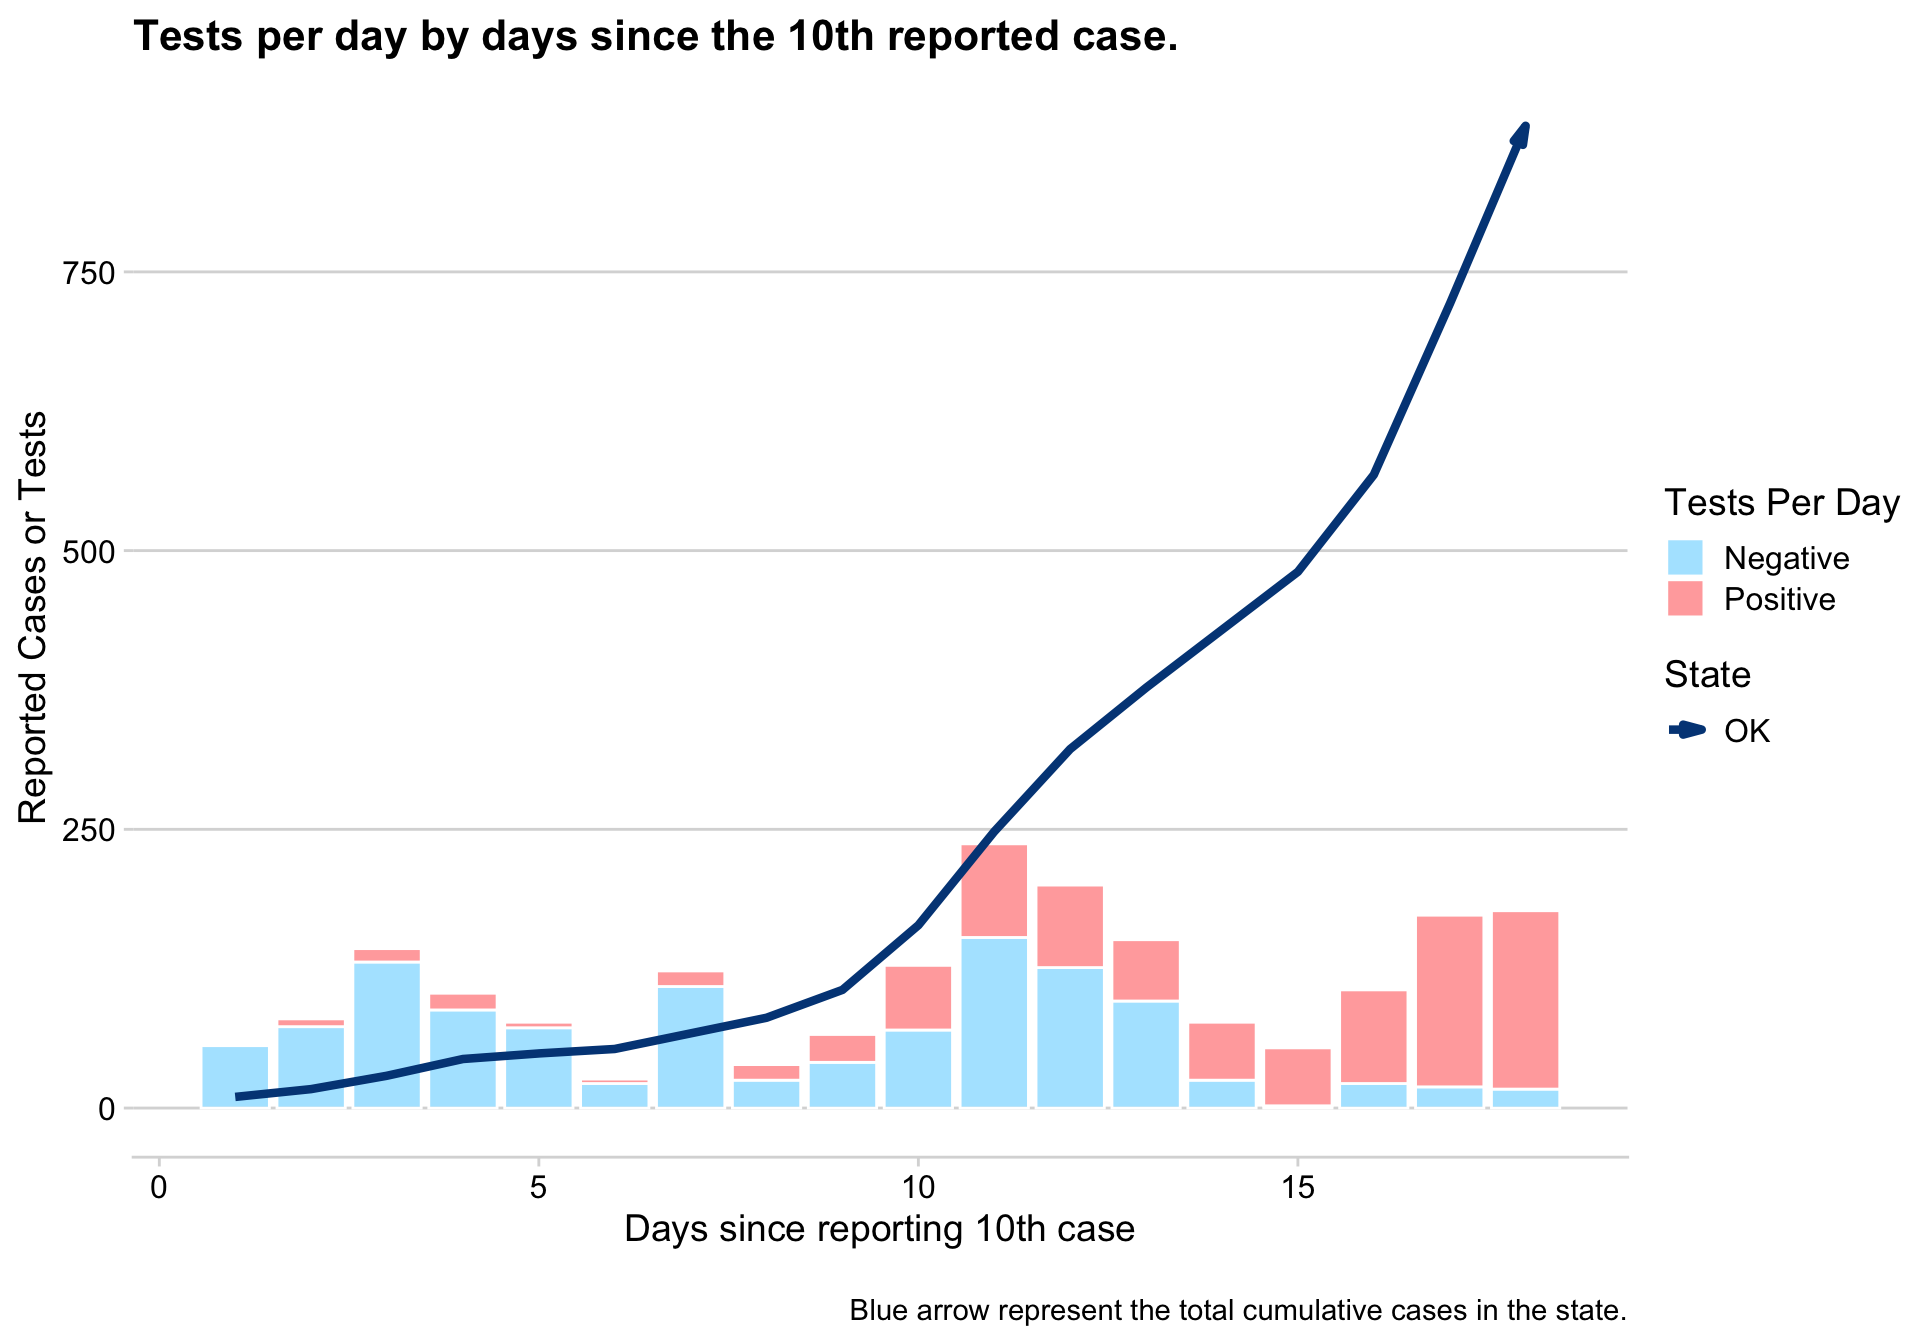 Tests per day by days since the 10th reported case.
Reported Cases or Tests
750
500
250
0
0
5
10
15
Days since reporting 10th case
Tests Per Day
Negative
Positive
State
OK
Blue arrow represent the total cumulative cases in the state.